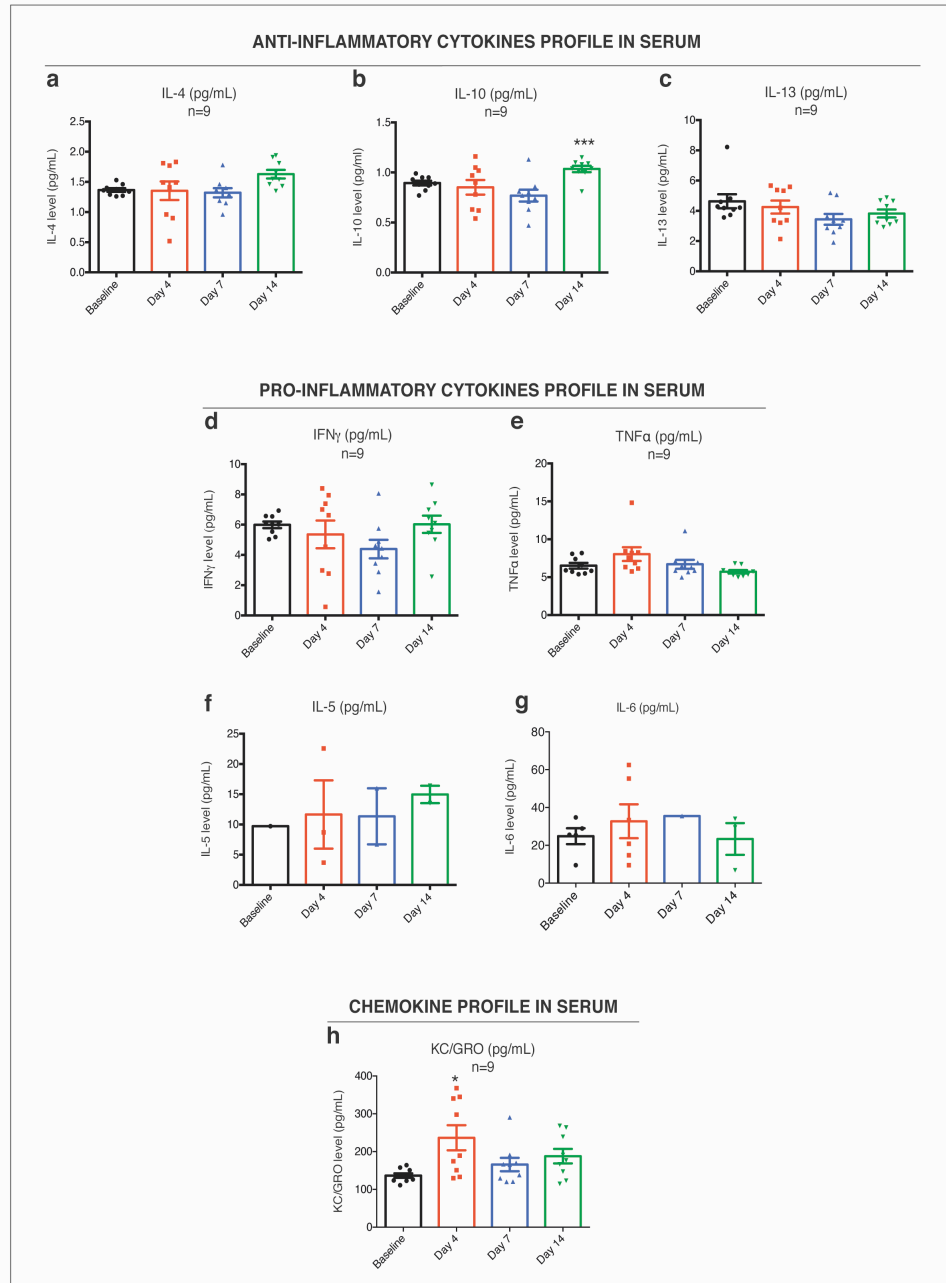 ANTI-INFLAMMATORY CYTOKINES PROFILE IN SERUM
a
IL-4 (pg/mL)
n=9
IL-4 level (pg/mL)
2.5
2.0
1.5
1.0
0.5
0.0
Baseline
Day 4
Day 7
Day 14
b
IL-10 (pg/mL)
n=9
IL-10 level (pg/ml)
1.5
1.0
0.5
0.0
***
Baseline
Day 4
Day 7
Day 14
c
IL-13 (pg/mL)
n=9
IL-13 level (pg/mL)
10
8
6
4
2
0
Baseline
Day 4
Day 7
Day 14
PRO-INFLAMMATORY CYTOKINES PROFILE IN SERUM
d
IFNγ (pg/mL)
n=9
IFNγ level (pg/mL)
10
8
6
4
2
0
Baseline
Day 4
Day 7
Day 14
e
TNFα (pg/mL)
n=9
TNFα level (pg/mL)
20
15
10
5
0
Baseline
Day 4
Day 7
Day 14
f
IL-5 (pg/mL)
IL-5 level (pg/mL)
25
20
15
10
5
0
Baseline
Day 4
Day 7
Day 14
g
IL-6 (pg/mL)
IL-6 level (pg/mL)
80
60
40
20
0
Baseline
Day 4
Day 7
Day 14
CHEMOKINE PROFILE IN SERUM
h
KC/GRO (pg/mL)
n=9
KC/GRO level (pg/mL)
400
300
200
100
0
*
Baseline
Day 4
Day 7
Day 14